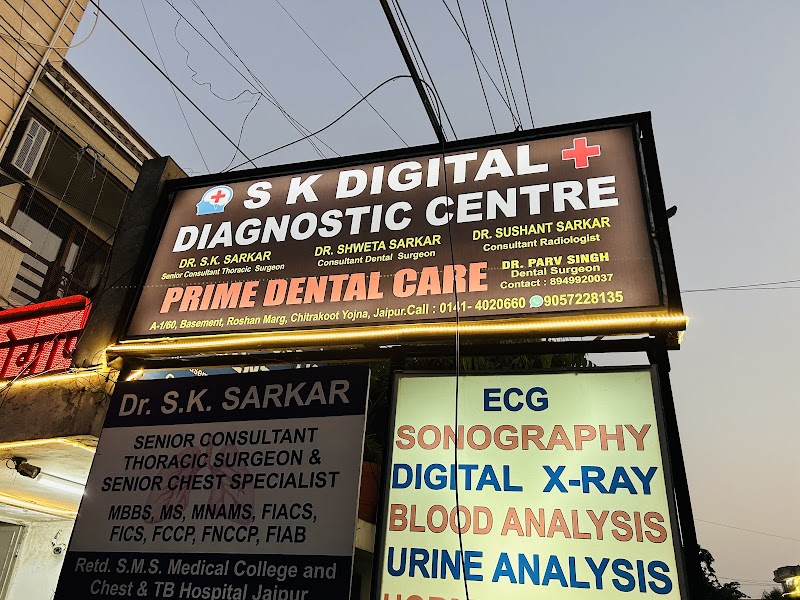 S K DIGITAL
DIAGNOSTIC CENTRE
DR. S.K. SARKAR
Senior Consultant Thoracic Surgeon
DR. SHWETA SARKAR
Consultant Dental Surgeon
DR. SUSHANT SARKAR
Consultant Radiologist
PRIME DENTAL CARE
DR. PARV SINGH
Dental Surgeon
Contact : 8949920037
A-1/60, Basement, Roshan Marg, Chitrakoot Yojna, Jaipur.Call : 0141- 4020660 9057228135
Dr. S.K. SARKAR
SENIOR CONSULTANT
THORACIC SURGEON &
SENIOR CHEST SPECIALIST
MBBS, MS, MNAMS, FIACS,
FICS, FCCP, FNCCP, FIAB
Retd. S.M.S. Medical College and
Chest & TB Hospital Jaipur
ECG
SONOGRAPHY
DIGITAL X-RAY
BLOOD ANALYSIS
URINE ANALYSIS